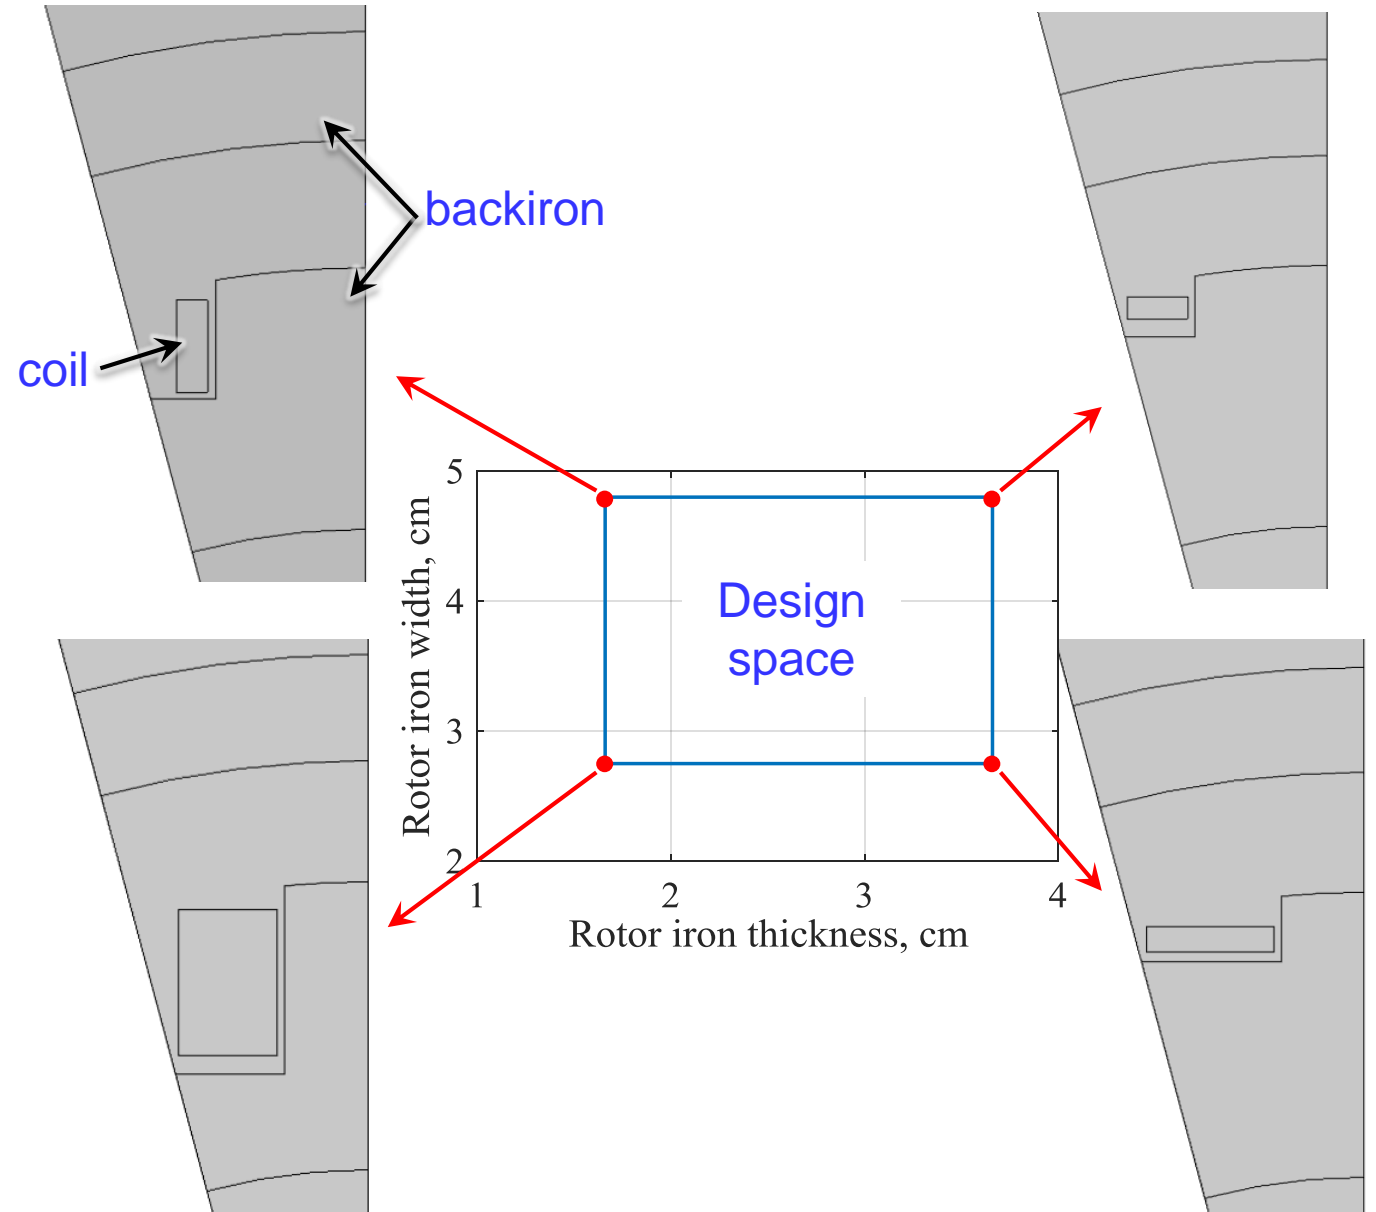 backiron
coil
5
4
3
2
Rotor iron width, cm
Design
space
1
2
3
4
Rotor iron thickness, cm